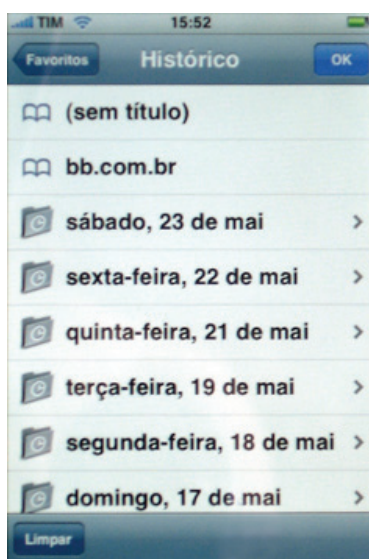 TIM 15:52
Favoritos Histórico OK
(sem título)
bb.com.br
sábado, 23 de mai
sexta-feira, 22 de mai
quinta-feira, 21 de mai
terça-feira, 19 de mai
segunda-feira, 18 de mai
domingo, 17 de mai
Limpar